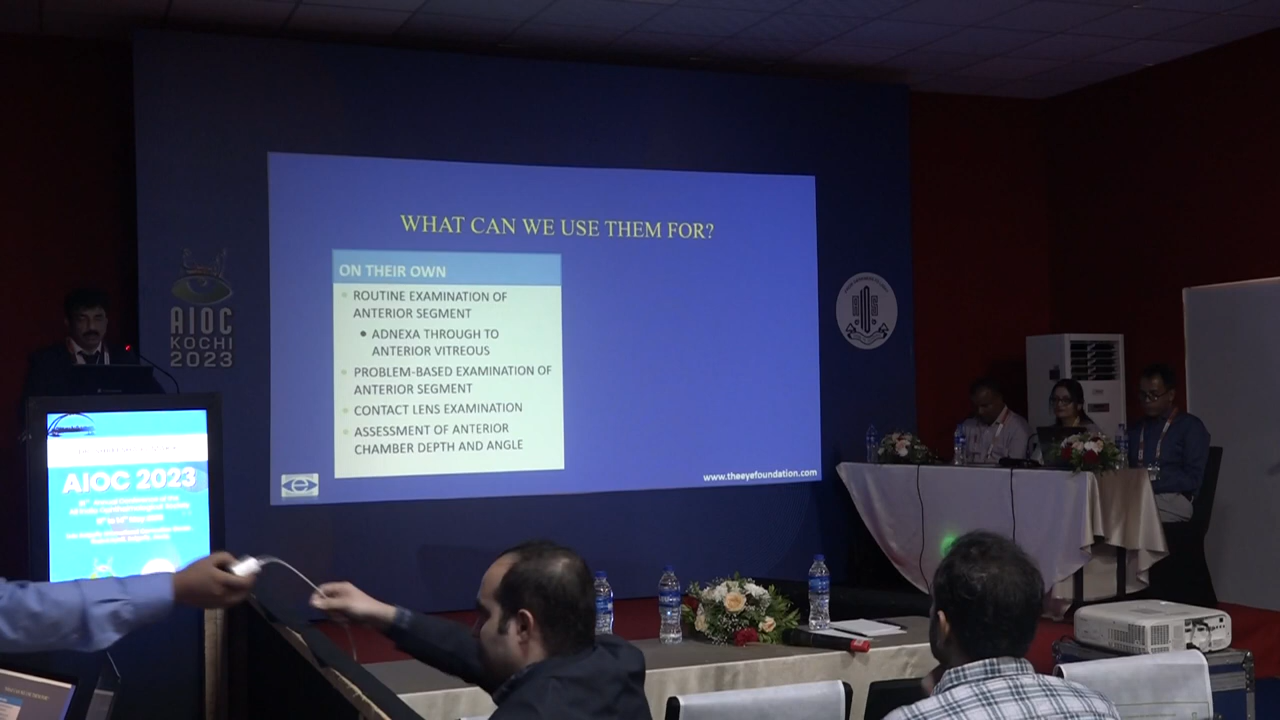 WHAT CAN WE USE THEM FOR?
ON THEIR OWN
ROUTINE EXAMINATION OF
ANTERIOR SEGMENT
ADNEXA THROUGH TO
ANTERIOR VITREOUS
PROBLEM-BASED EXAMINATION OF
ANTERIOR SEGMENT
CONTACT LENS EXAMINATION
ASSESSMENT OF ANTERIOR
CHAMBER DEPTH AND ANGLE
www.theeyefoundation.com
AIOC
KOCHI
2023
AIOC 2023